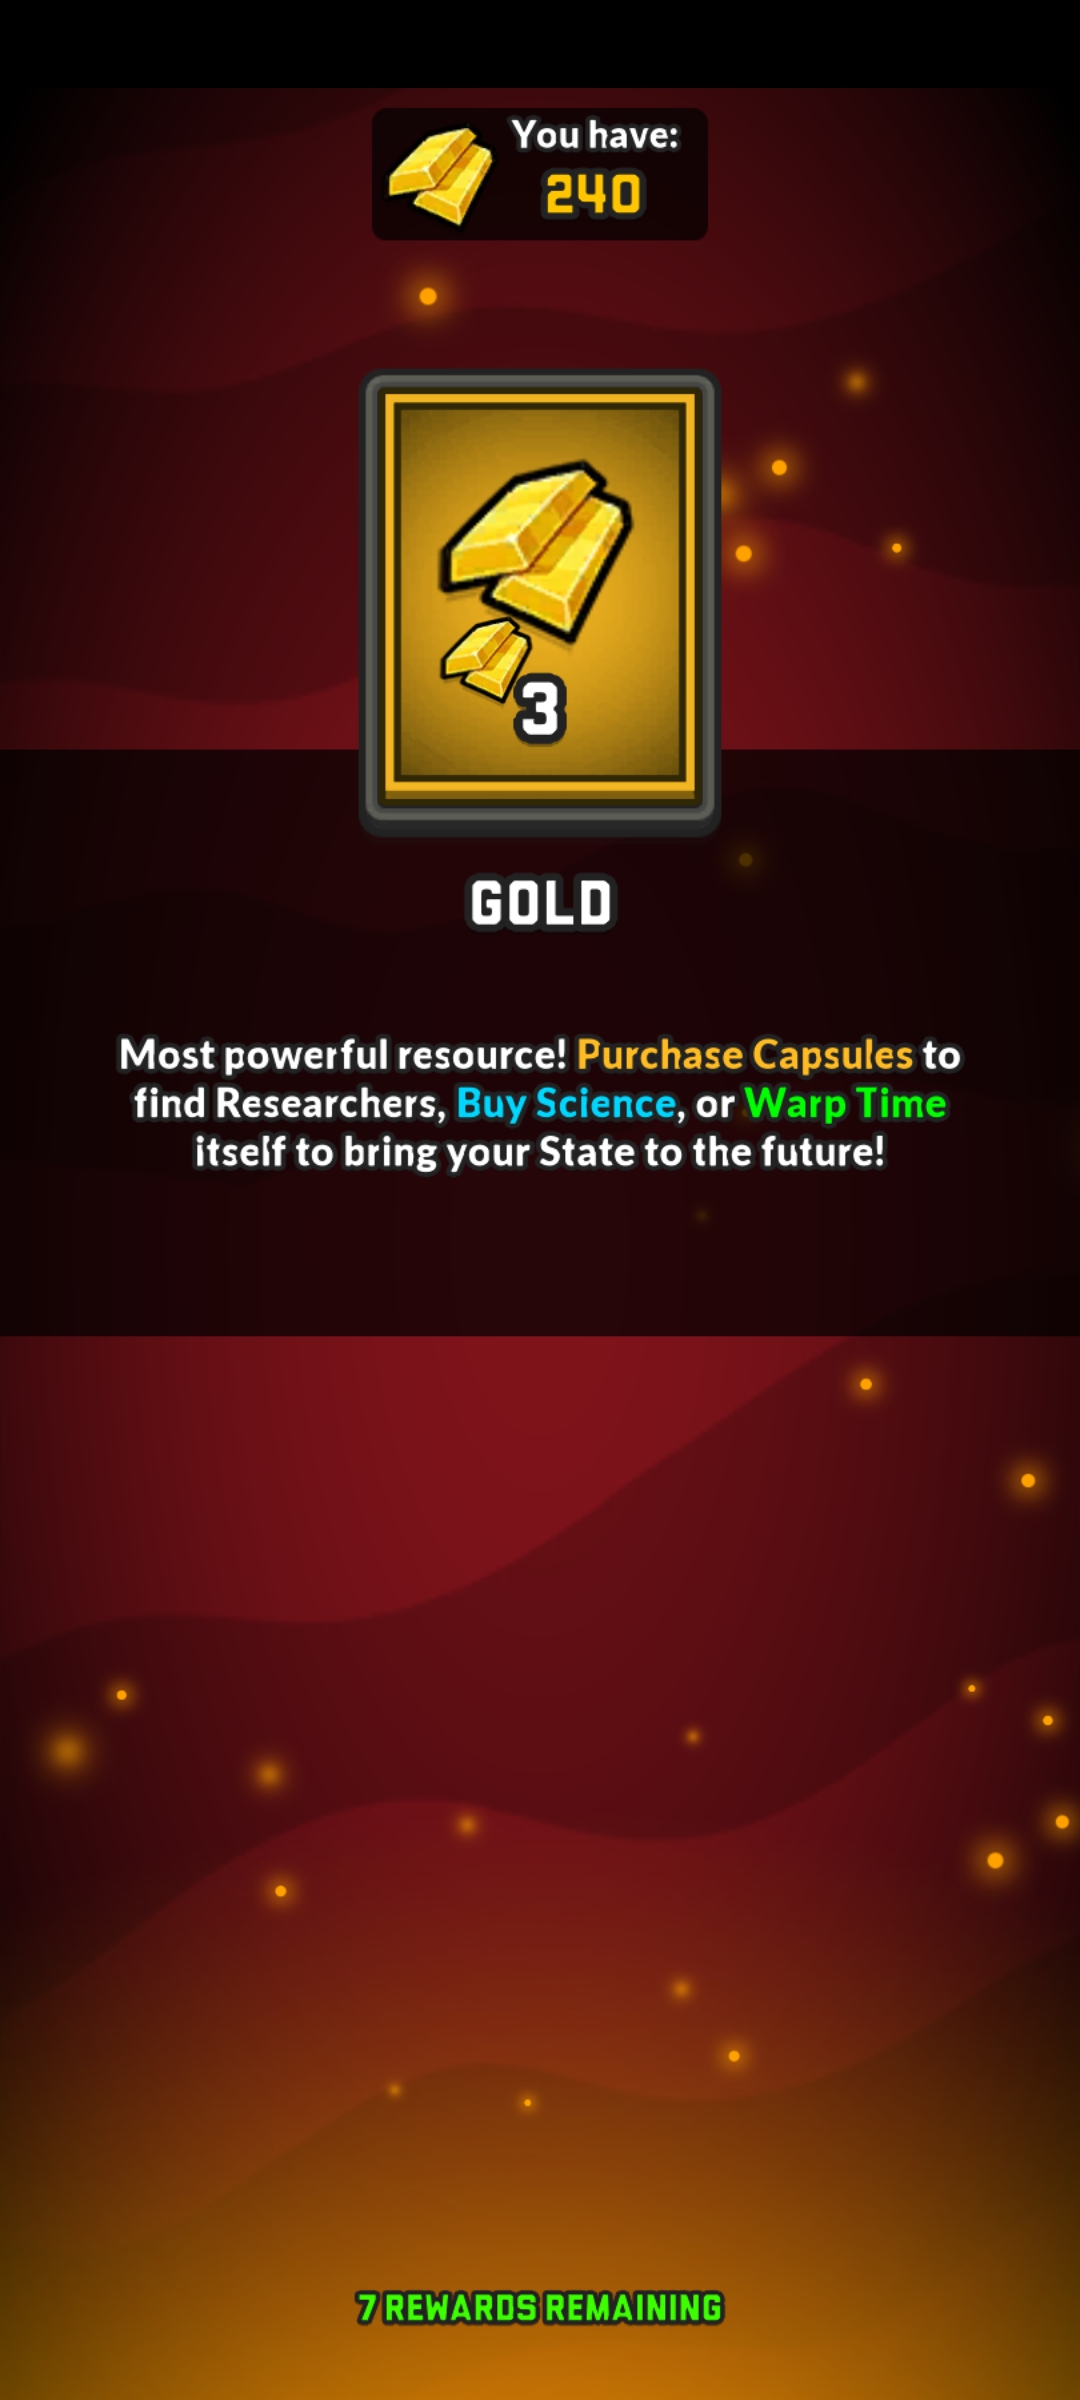 You have:
240
3
GOLD
Most powerful resource! Purchase Capsules to
find Researchers, Buy Science, or Warp Time
itself to bring your State to the future!
7 REWARDS REMAINING